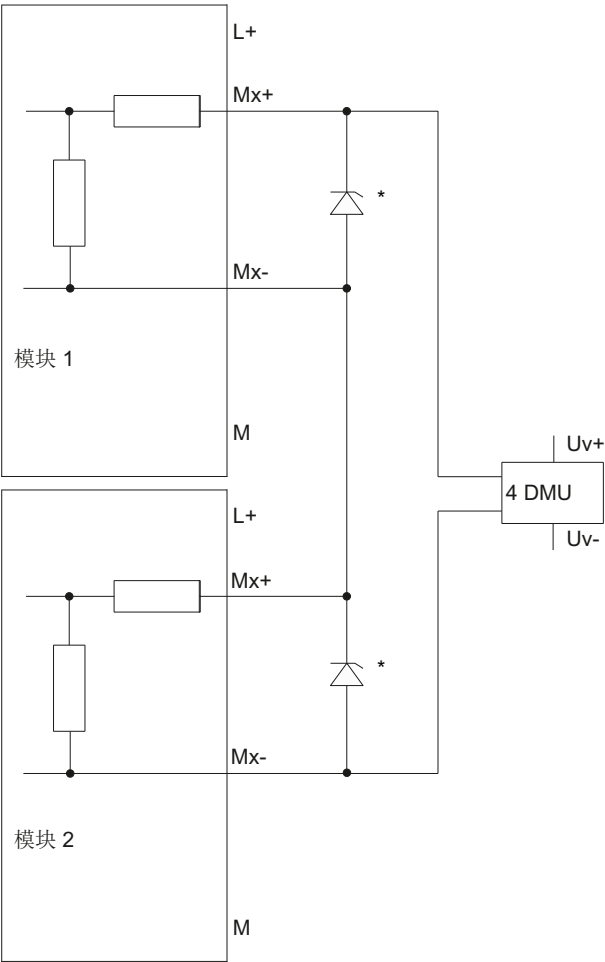 L+
Mx+
*
Mx-
模块 1
M
Uv+
4 DMU
Uv-
L+
Mx+
*
Mx-
模块 2
M